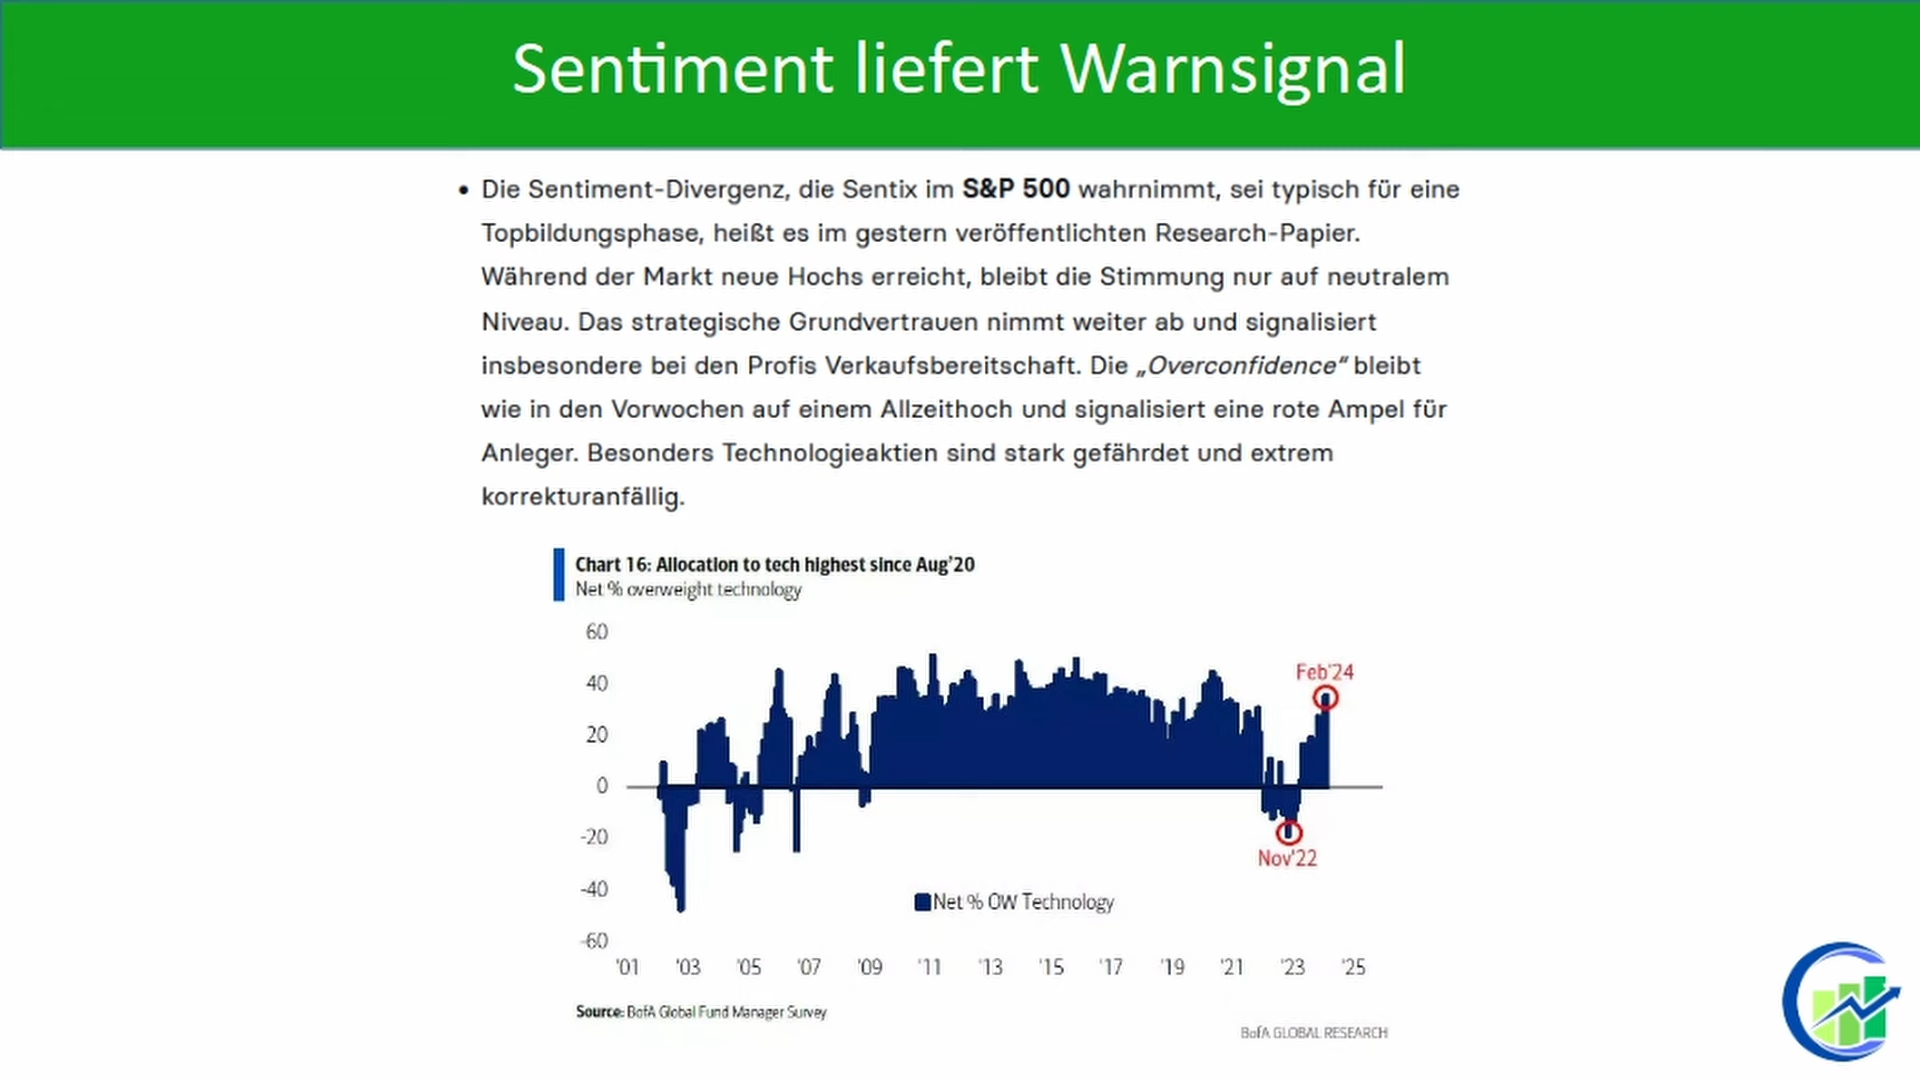 Sentiment liefert Warnsignal
• Die Sentiment-Divergenz, die Sentix im S&P 500 wahrnimmt, sei typisch für eine
Topbildungsphase, heißt es im gestern veröffentlichten Research-Papier.
Während der Markt neue Hochs erreicht, bleibt die Stimmung nur auf neutralem
Niveau. Das strategische Grundvertrauen nimmt weiter ab und signalisiert
insbesondere bei den Profis Verkaufsbereitschaft. Die „Overconfidence“ bleibt
wie in den Vorwochen auf einem Allzeithoch und signalisiert eine rote Ampel für
Anleger. Besonders Technologieaktien sind stark gefährdet und extrem
korrekturanfällig.
Chart 16: Allocation to tech highest since Aug'20
Net % overweight technology
60
40
20
0
-20
-40
-60
Feb'24
Nov'22
Net % OW Technology
'01 '03 '05 '07 '09 '11 '13 '15 '17 '19 '21 '23 '25
Source: BofA Global Fund Manager Survey
BofA GLOBAL RESEARCH